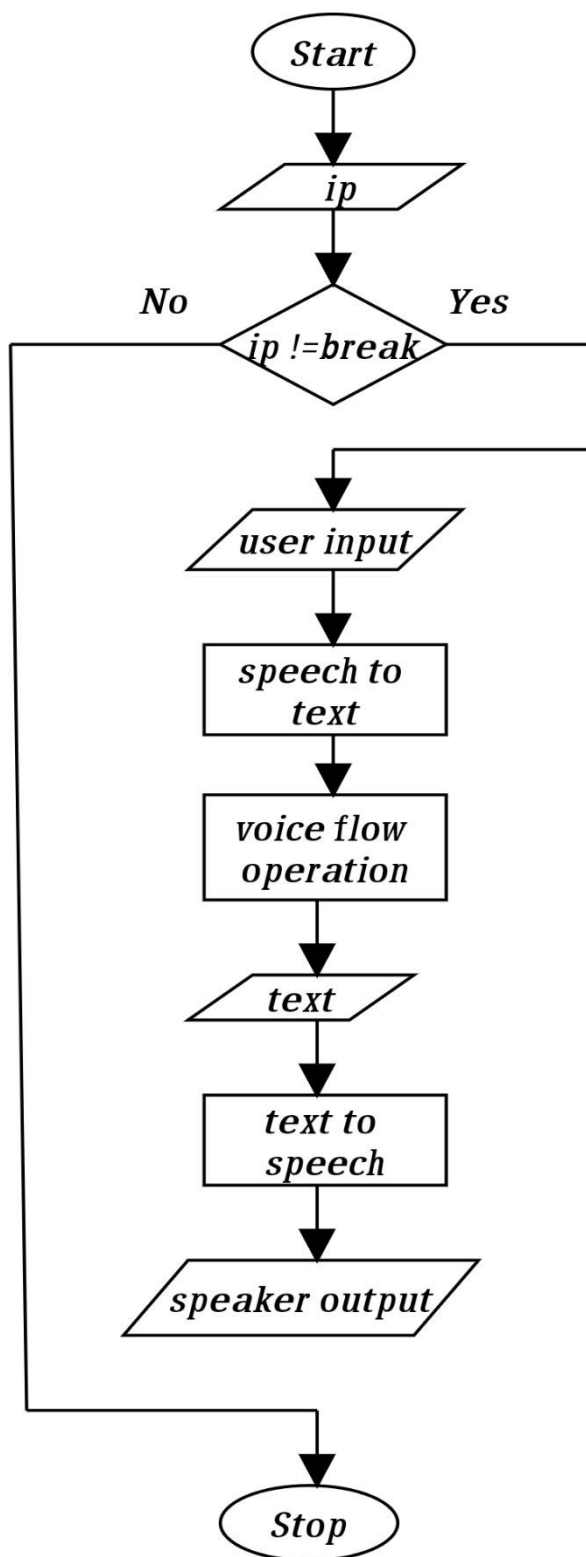 Start
ip
No
Yes
ip !=break
user input
speech to
text
voice flow
operation
text
text to
speech
speaker output
Stop